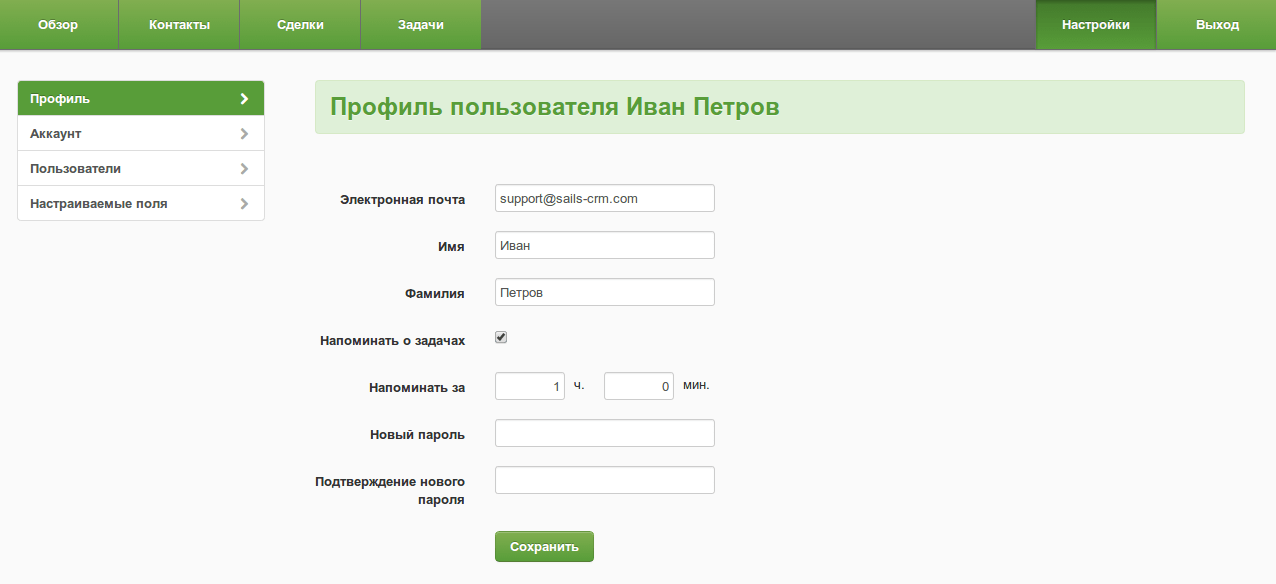 Обзор
Контакты
Сделки
Задачи
Настройки
Выход
Профиль
Аккаунт
Пользователи
Настраиваемые поля
Профиль пользователя Иван Петров
Электронная почта support@sails-crm.com
Имя Иван
Фамилия Петров
Напоминать о задачах
Напоминать за 1 ч. 0 мин.
Новый пароль
Подтверждение нового
пароля
Сохранить